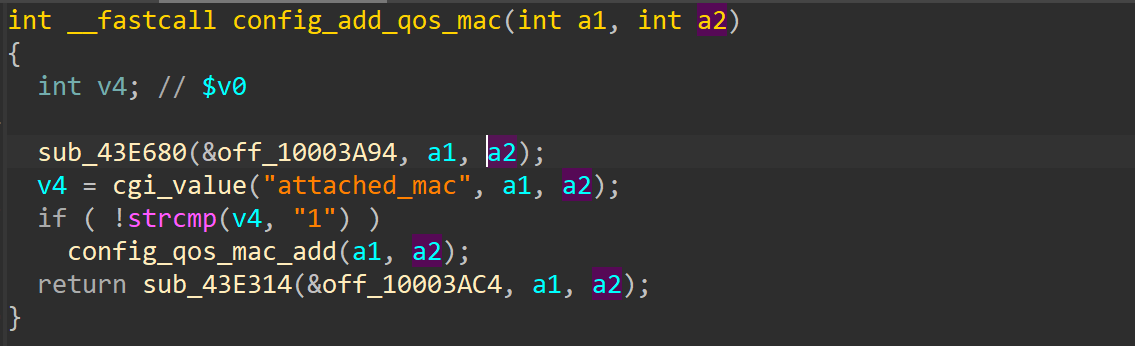 int __fastcall config_add_qos_mac(int a1, int a2)
{
  int v4; // $v0

  sub_43E680(&off_10003A94, a1, a2);
  v4 = cgi_value("attached_mac", a1, a2);
  if ( !strcmp(v4, "1") )
    config_qos_mac_add(a1, a2);
  return sub_43E314(&off_10003AC4, a1, a2);
}